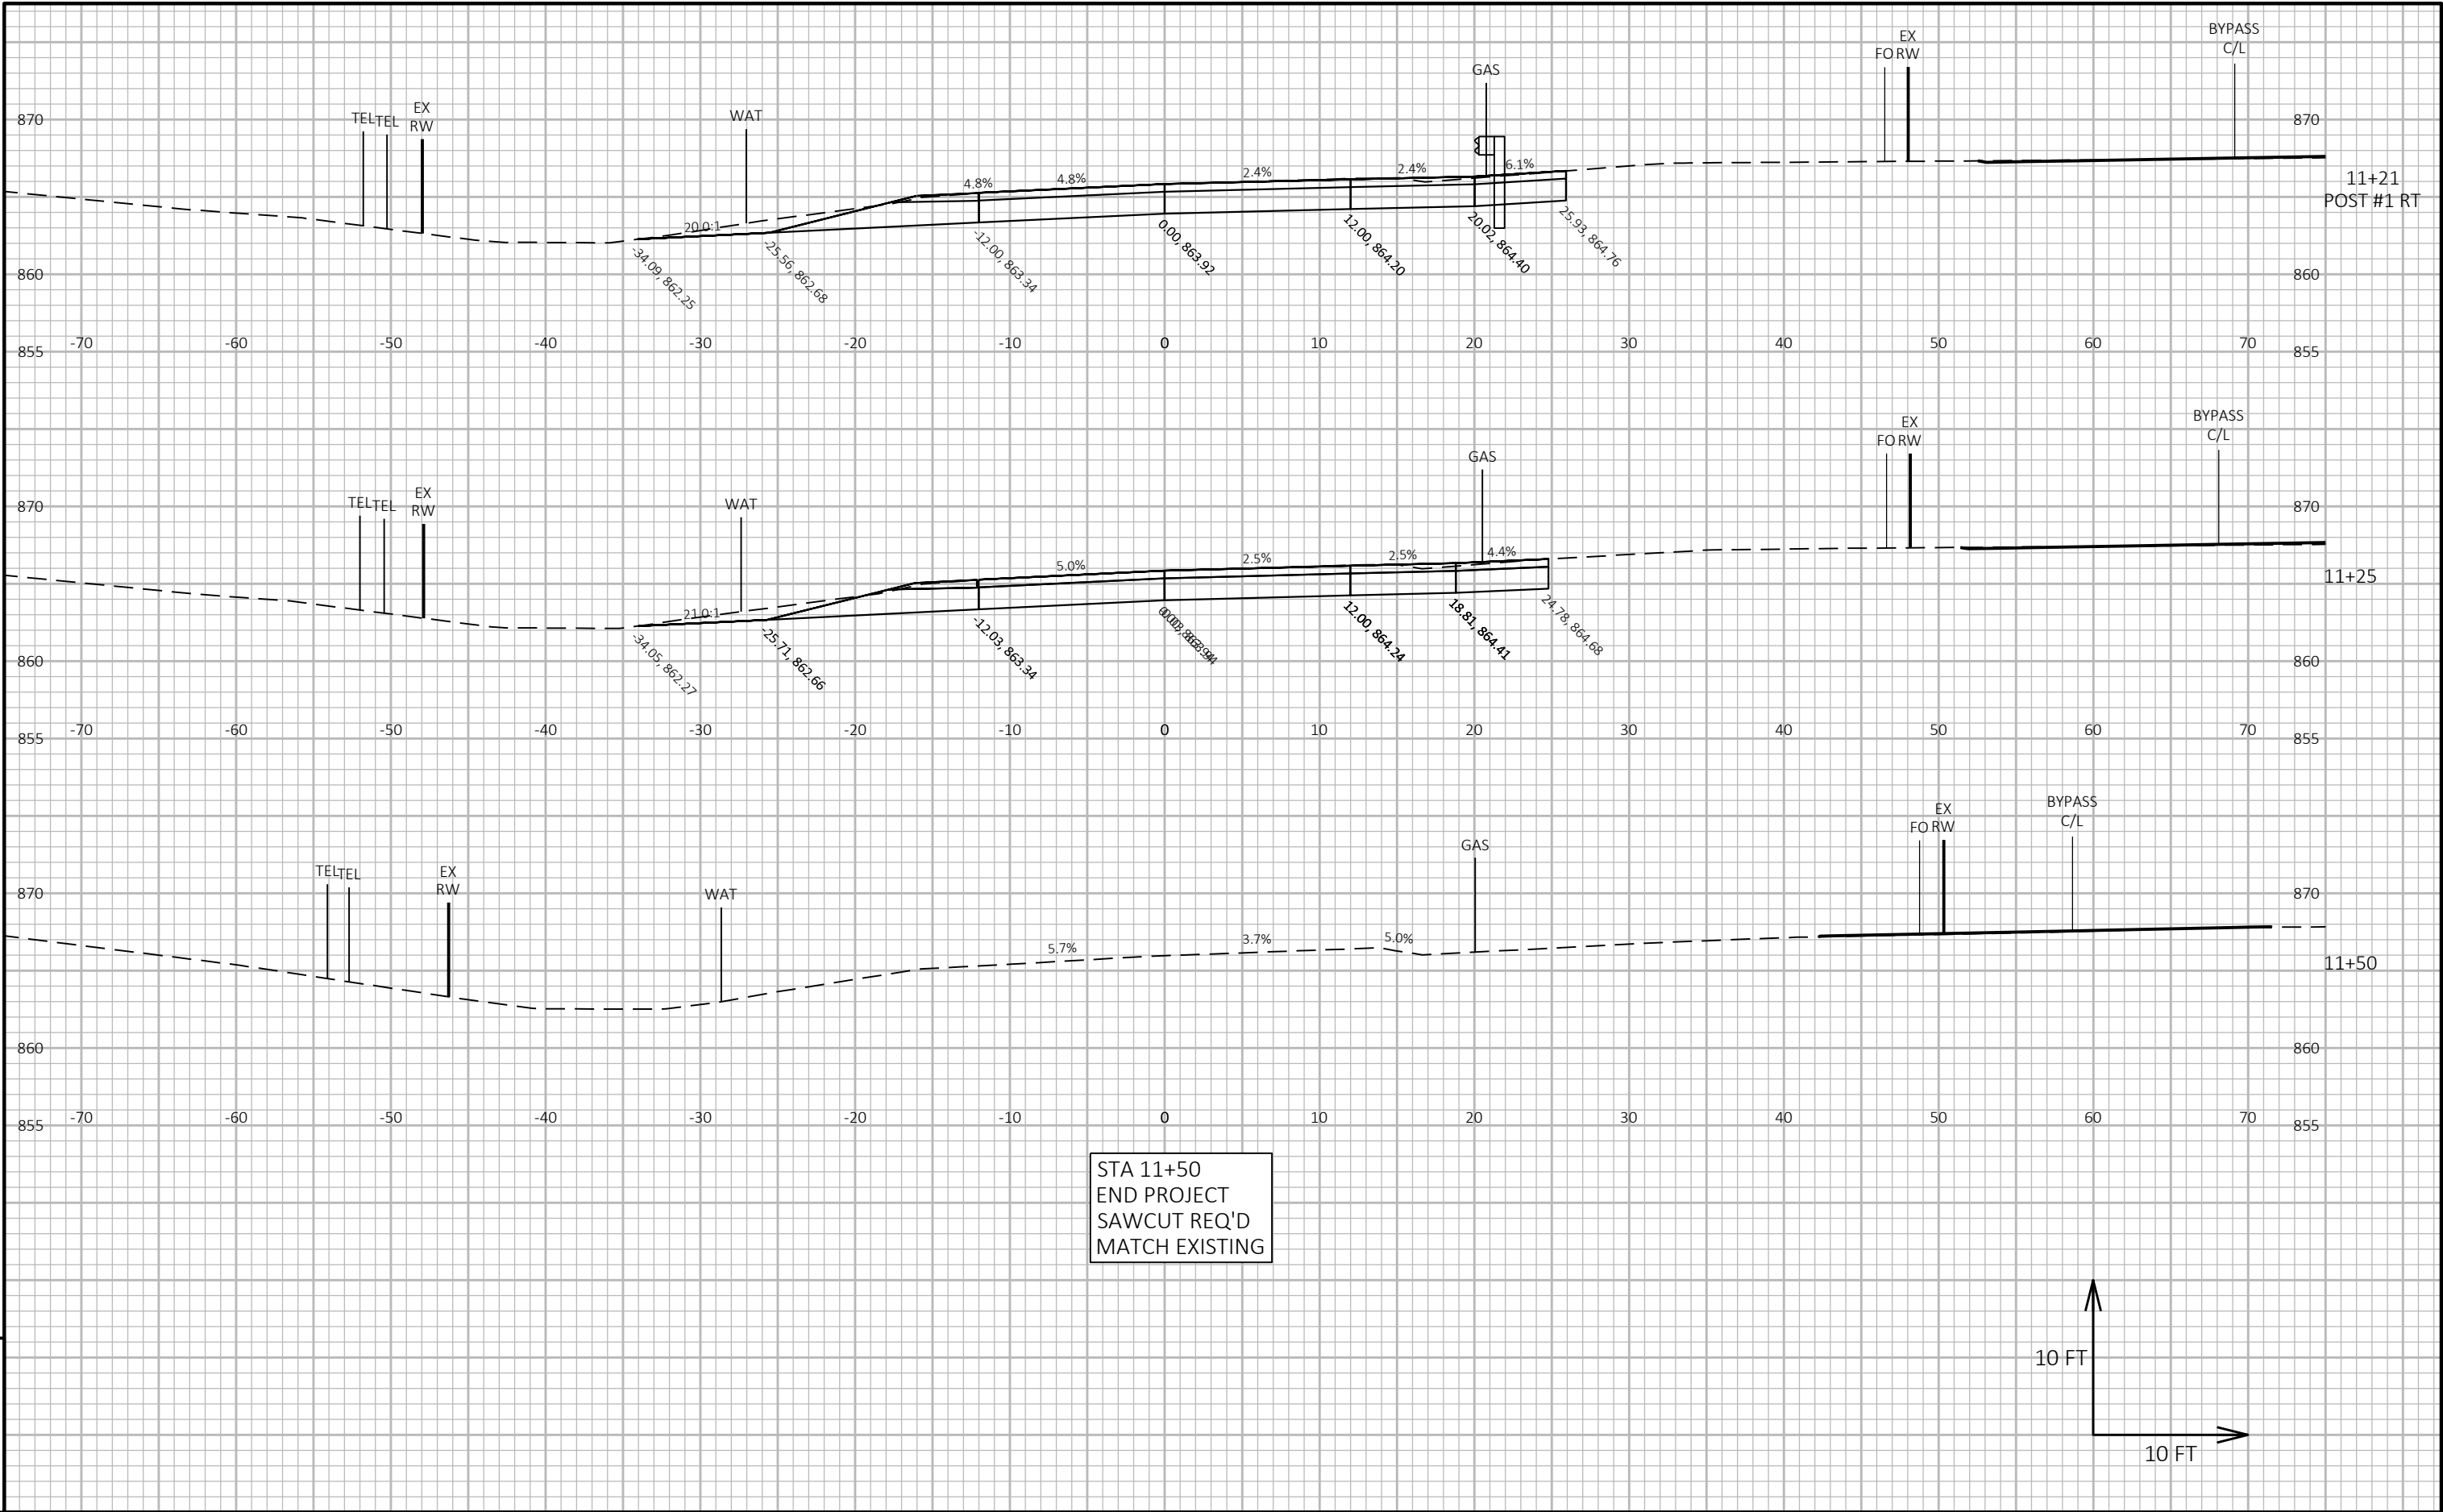 BYPASS
C/L
EX
FO RW
GAS
EX
RW
TEL TEL
WAT
870
870
6.1%
2.4%
2.4%
4.8%
4.8%
11+21
POST #1 RT
20.0:1
-34.09, 862.25
-25.56, 862.68
-12.00, 863.34
0.00, 863.92
12.00, 864.20
20.02, 864.40
25.93, 864.76
860
860
855 -70 -60 -50 -40 -30 -20 -10 0 10 20 30 40 50 60 70 855
BYPASS
C/L
EX
FO RW
GAS
EX
RW
TEL TEL
WAT
870
870
5.0%
2.5%
2.5%
4.4%
11+25
21.0:1
-34.05, 862.27
-25.71, 862.66
-12.03, 863.34
12.00, 864.24
18.81, 864.41
24.78, 864.68
860
860
855 -70 -60 -50 -40 -30 -20 -10 0 10 20 30 40 50 60 70 855
BYPASS
C/L
EX
FO RW
GAS
EX
RW
TEL TEL
WAT
870
870
5.7%
3.7%
5.0%
11+50
860
860
855 -70 -60 -50 -40 -30 -20 -10 0 10 20 30 40 50 60 70 855
STA 11+50
END PROJECT
SAWCUT REQ'D
MATCH EXISTING
10 FT
10 FT